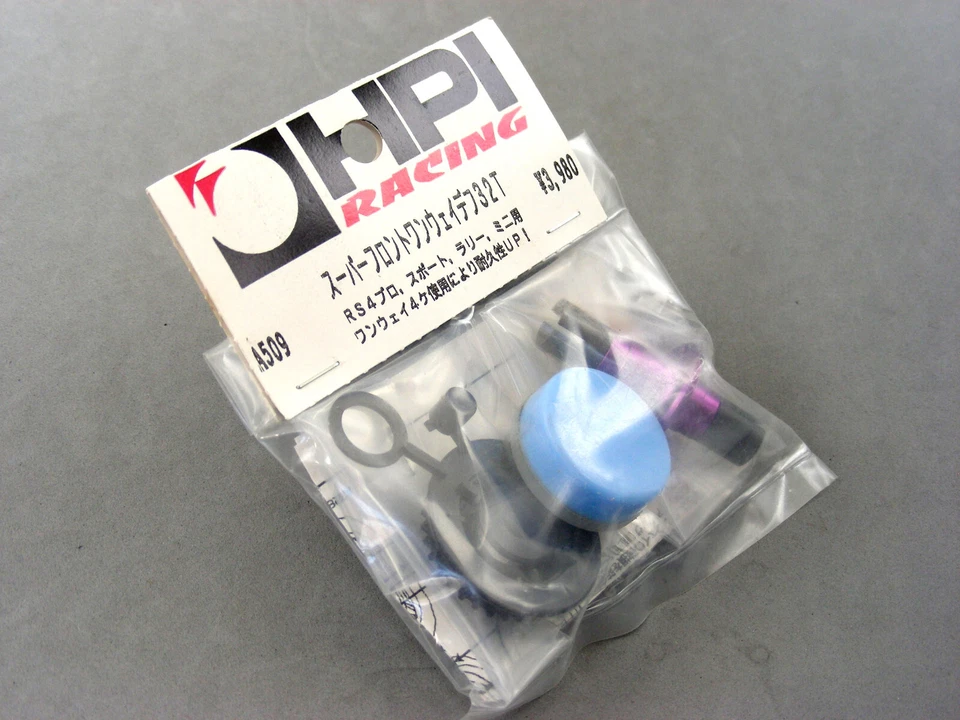 HPI
RACING
スーパーフロントワンウェイデフ32T
¥3,980
RS4プロ, スポート, ラリー, ミニ用
ワンウェイ4ケ使用により耐久性UP!
A509